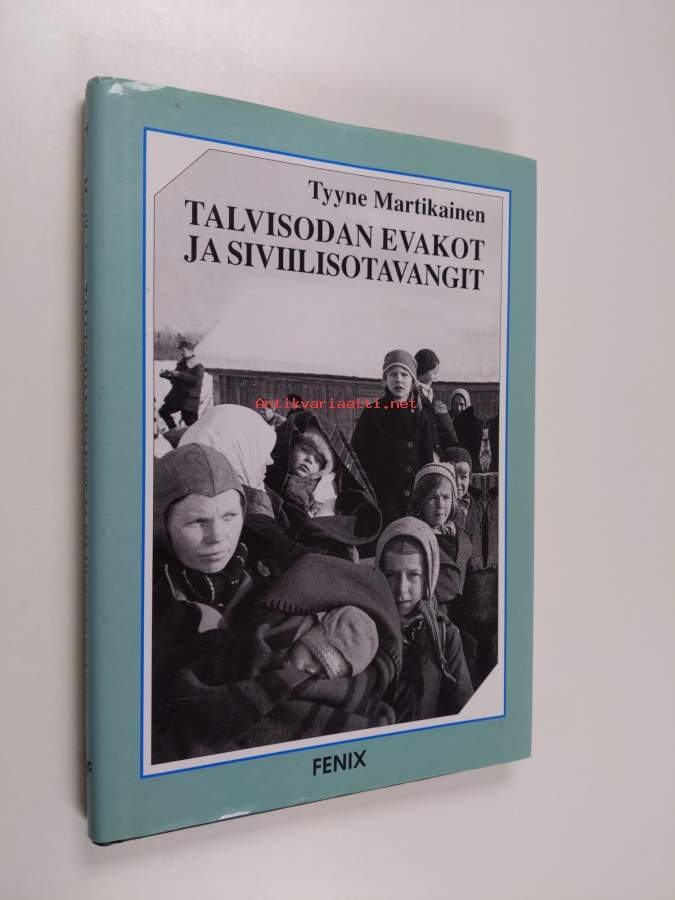 Tyyne Martikainen
TALVISODAN EVAKOT
JA SIVIILISOTAVANGIT
Antikvariaatti.net
FENIX